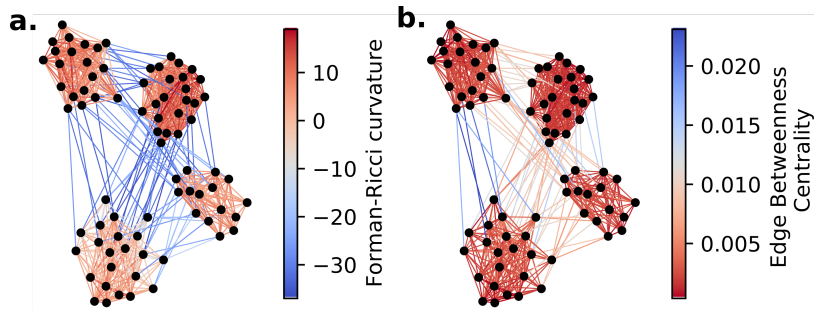 a.
10
0
−10
−20
−30
Forman-Ricci curvature
b.
0.020
0.015
0.010
0.005
Edge Betweenness
Centrality